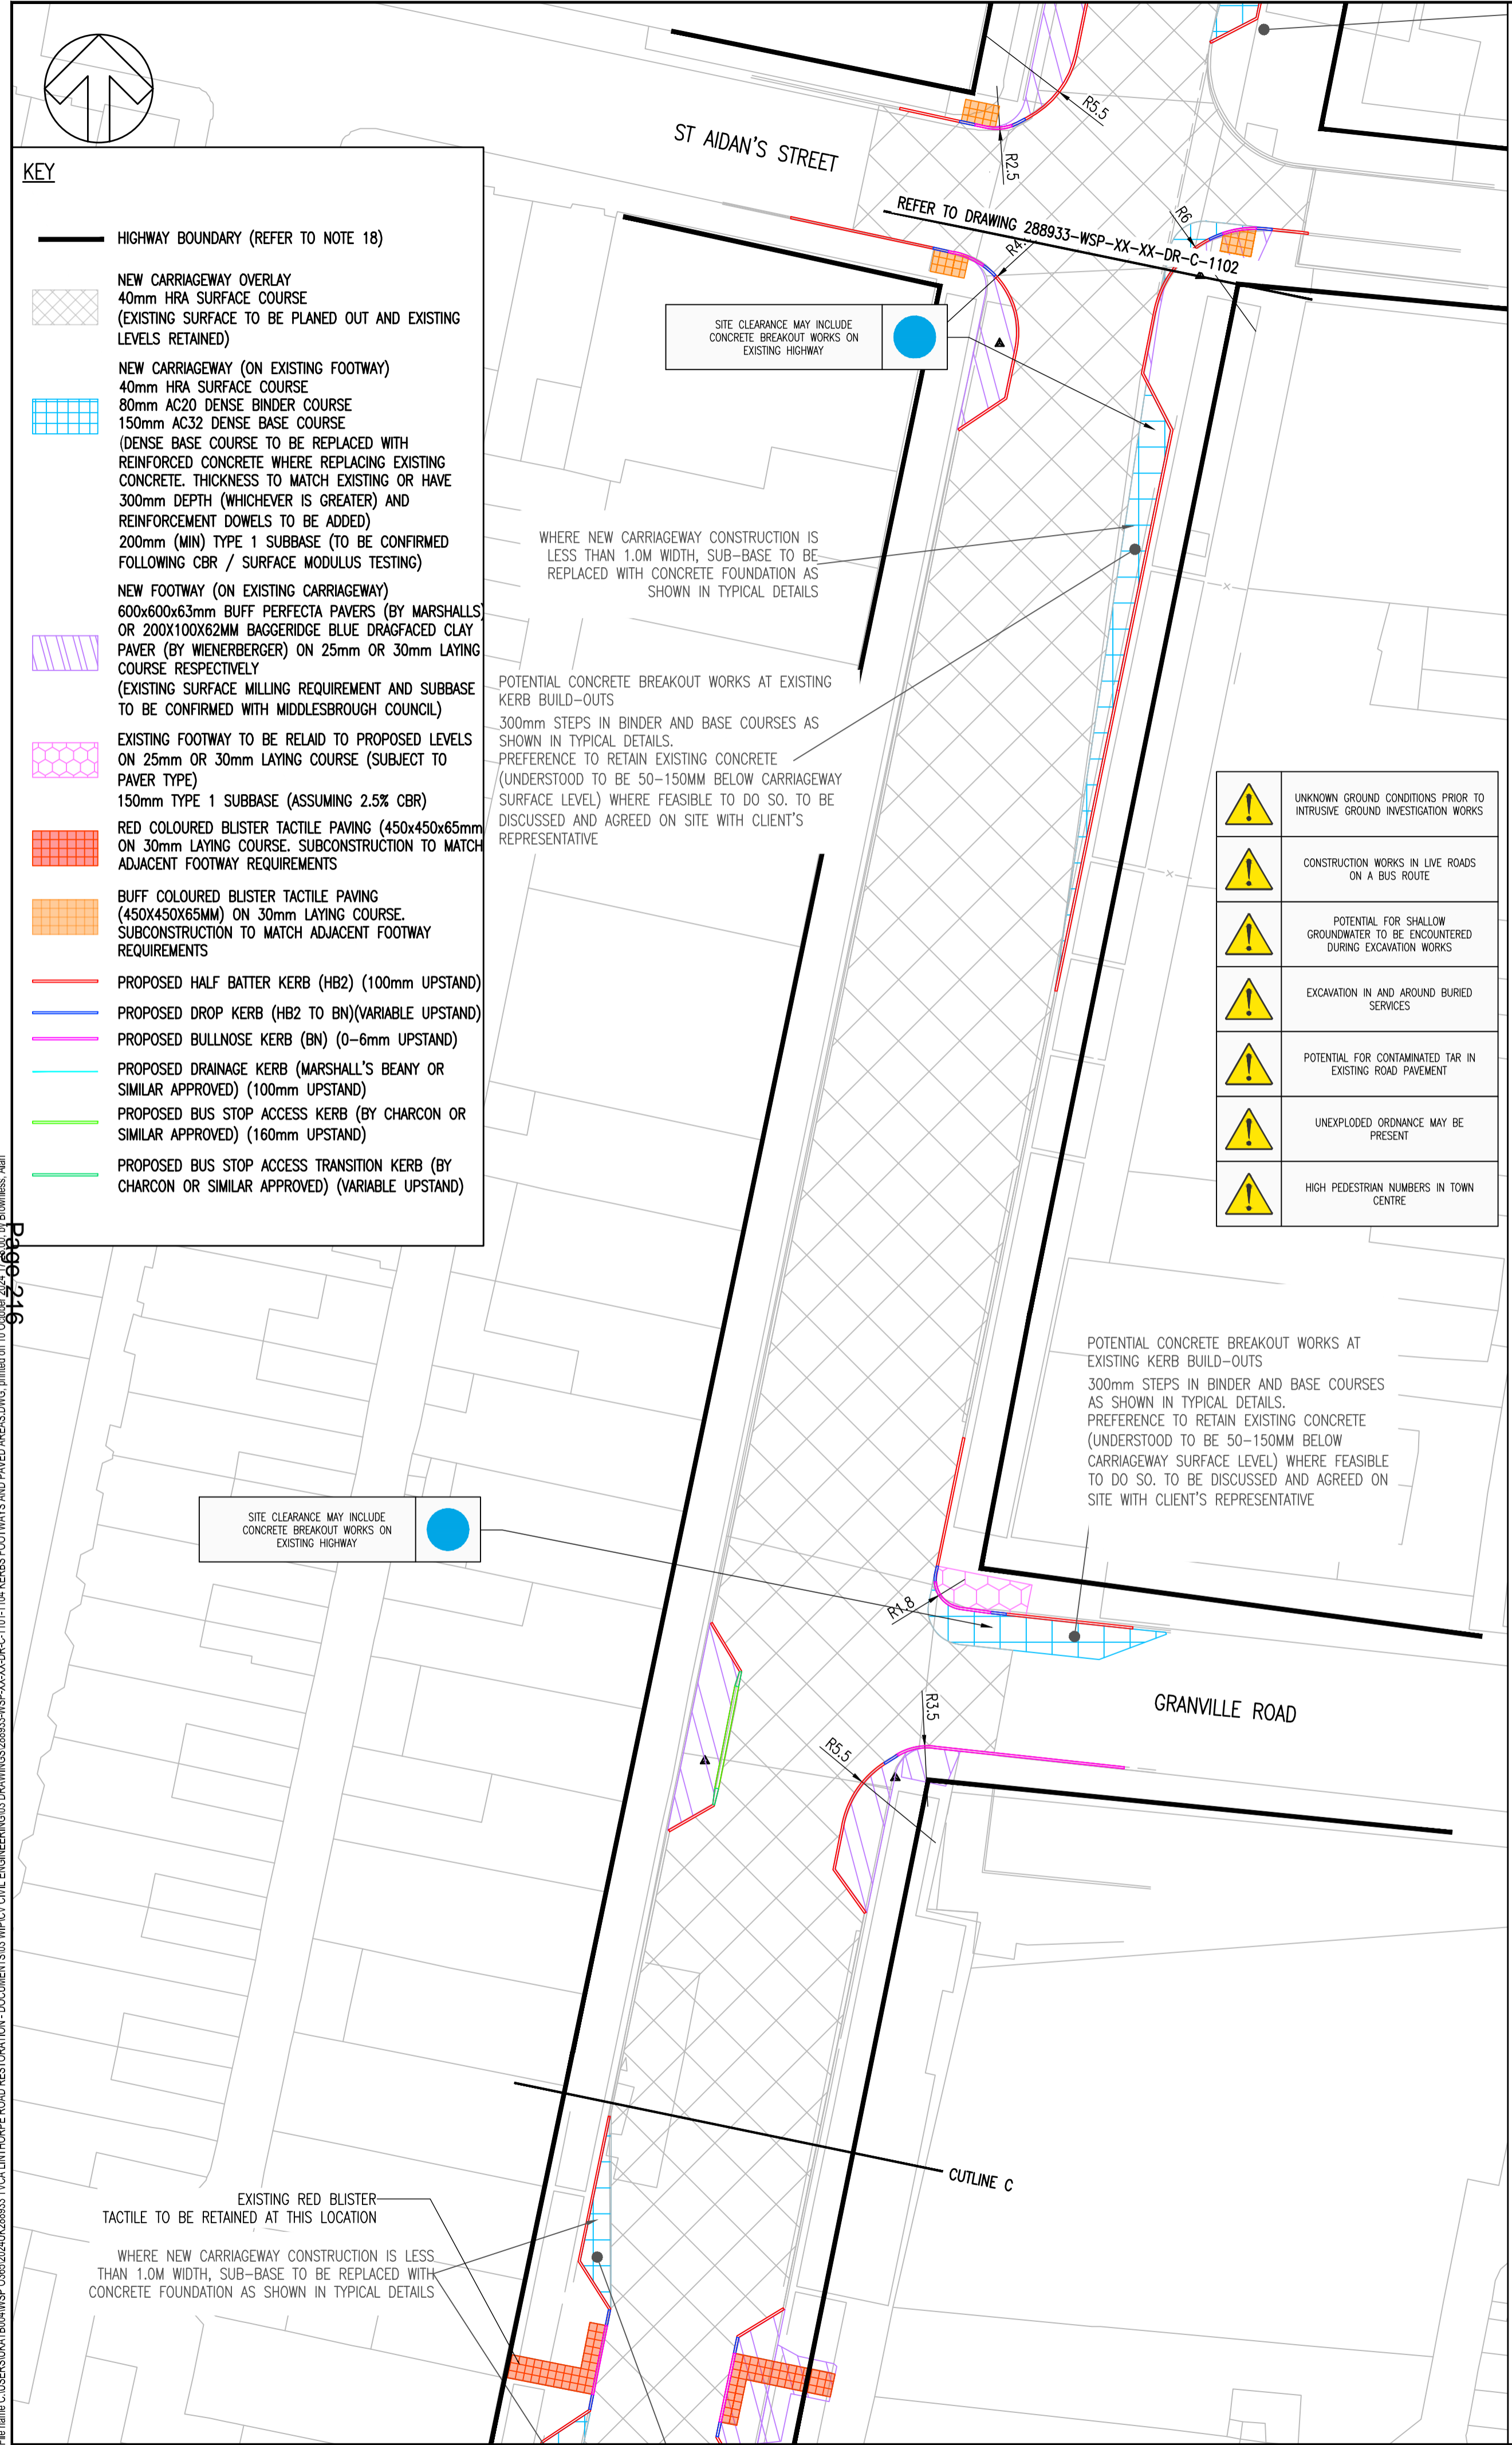 ST AIDAN'S STREET
R5.5
R2.5
R6
R4.
REFER TO DRAWING 288933-WSP-XX-XX-DR-C-1102
KEY
HIGHWAY BOUNDARY (REFER TO NOTE 18)
NEW CARRIAGEWAY OVERLAY
40mm HRA SURFACE COURSE
(EXISTING SURFACE TO BE PLANED OUT AND EXISTING
LEVELS RETAINED)
NEW CARRIAGEWAY (ON EXISTING FOOTWAY)
40mm HRA SURFACE COURSE
80mm AC20 DENSE BINDER COURSE
150mm AC32 DENSE BASE COURSE
(DENSE BASE COURSE TO BE REPLACED WITH
REINFORCED CONCRETE WHERE REPLACING EXISTING
CONCRETE. THICKNESS TO MATCH EXISTING OR HAVE
300mm DEPTH (WHICHEVER IS GREATER) AND
REINFORCEMENT DOWELS TO BE ADDED)
200mm (MIN) TYPE 1 SUBBASE (TO BE CONFIRMED
FOLLOWING CBR / SURFACE MODULUS TESTING)
NEW FOOTWAY (ON EXISTING CARRIAGEWAY)
600x600x63mm BUFF PERFECTA PAVERS (BY MARSHALLS)
OR 200X100X62MM BAGGERIDGE BLUE DRAGFACED CLAY
PAVER (BY WIENERBERGER) ON 25mm OR 30mm LAYING
COURSE RESPECTIVELY
(EXISTING SURFACE MILLING REQUIREMENT AND SUBBASE
TO BE CONFIRMED WITH MIDDLESBROUGH COUNCIL)
EXISTING FOOTWAY TO BE RELAID TO PROPOSED LEVELS
ON 25mm OR 30mm LAYING COURSE (SUBJECT TO
PAVER TYPE)
150mm TYPE 1 SUBBASE (ASSUMING 2.5% CBR)
RED COLOURED BLISTER TACTILE PAVING (450x450x65mm
ON 30mm LAYING COURSE. SUBCONSTRUCTION TO MATCH
ADJACENT FOOTWAY REQUIREMENTS
BUFF COLOURED BLISTER TACTILE PAVING
(450X450X65MM) ON 30mm LAYING COURSE.
SUBCONSTRUCTION TO MATCH ADJACENT FOOTWAY
REQUIREMENTS
PROPOSED HALF BATTER KERB (HB2) (100mm UPSTAND)
PROPOSED DROP KERB (HB2 TO BN)(VARIABLE UPSTAND)
PROPOSED BULLNOSE KERB (BN) (0-6mm UPSTAND)
PROPOSED DRAINAGE KERB (MARSHALL'S BEANY OR
SIMILAR APPROVED) (100mm UPSTAND)
PROPOSED BUS STOP ACCESS KERB (BY CHARCON OR
SIMILAR APPROVED) (160mm UPSTAND)
PROPOSED BUS STOP ACCESS TRANSITION KERB (BY
CHARCON OR SIMILAR APPROVED) (VARIABLE UPSTAND)
SITE CLEARANCE MAY INCLUDE
CONCRETE BREAKOUT WORKS ON
EXISTING HIGHWAY
WHERE NEW CARRIAGEWAY CONSTRUCTION IS
LESS THAN 1.0M WIDTH, SUB-BASE TO BE
REPLACED WITH CONCRETE FOUNDATION AS
SHOWN IN TYPICAL DETAILS
POTENTIAL CONCRETE BREAKOUT WORKS AT EXISTING
KERB BUILD-OUTS
300mm STEPS IN BINDER AND BASE COURSES AS
SHOWN IN TYPICAL DETAILS.
PREFERENCE TO RETAIN EXISTING CONCRETE
(UNDERSTOOD TO BE 50-150MM BELOW CARRIAGEWAY
SURFACE LEVEL) WHERE FEASIBLE TO DO SO. TO BE
DISCUSSED AND AGREED ON SITE WITH CLIENT'S
REPRESENTATIVE
UNKNOWN GROUND CONDITIONS PRIOR TO
INTRUSIVE GROUND INVESTIGATION WORKS
CONSTRUCTION WORKS IN LIVE ROADS
ON A BUS ROUTE
POTENTIAL FOR SHALLOW
GROUNDWATER TO BE ENCOUNTERED
DURING EXCAVATION WORKS
EXCAVATION IN AND AROUND BURIED
SERVICES
POTENTIAL FOR CONTAMINATED TAR IN
EXISTING ROAD PAVEMENT
UNEXPLODED ORDNANCE MAY BE
PRESENT
HIGH PEDESTRIAN NUMBERS IN TOWN
CENTRE
Page 216
POTENTIAL CONCRETE BREAKOUT WORKS AT
EXISTING KERB BUILD-OUTS
300mm STEPS IN BINDER AND BASE COURSES
AS SHOWN IN TYPICAL DETAILS.
PREFERENCE TO RETAIN EXISTING CONCRETE
(UNDERSTOOD TO BE 50-150MM BELOW
CARRIAGEWAY SURFACE LEVEL) WHERE FEASIBLE
TO DO SO. TO BE DISCUSSED AND AGREED ON
SITE WITH CLIENT'S REPRESENTATIVE
SITE CLEARANCE MAY INCLUDE
CONCRETE BREAKOUT WORKS ON
EXISTING HIGHWAY
R1.8
R3.5
R5.5
GRANVILLE ROAD
CUTLINE C
EXISTING RED BLISTER
TACTILE TO BE RETAINED AT THIS LOCATION
WHERE NEW CARRIAGEWAY CONSTRUCTION IS LESS
THAN 1.0M WIDTH, SUB-BASE TO BE REPLACED WITH
CONCRETE FOUNDATION AS SHOWN IN TYPICAL DETAILS